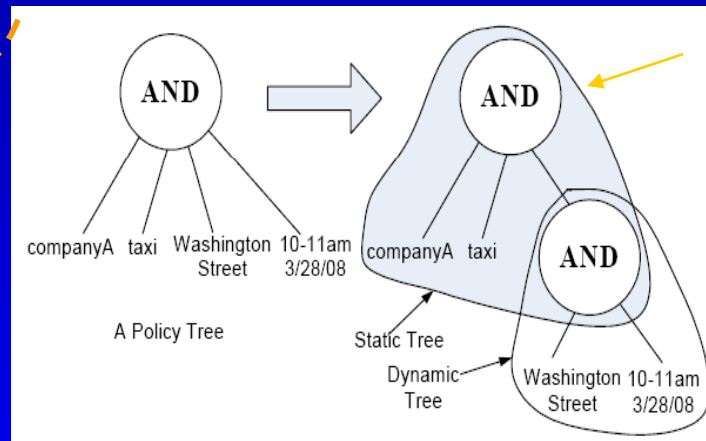 AND
companyA taxi Washington Street 10-11am 3/28/08
A Policy Tree
AND
companyA taxi
AND
Static Tree
Dynamic Tree
Washington Street 10-11am 3/28/08